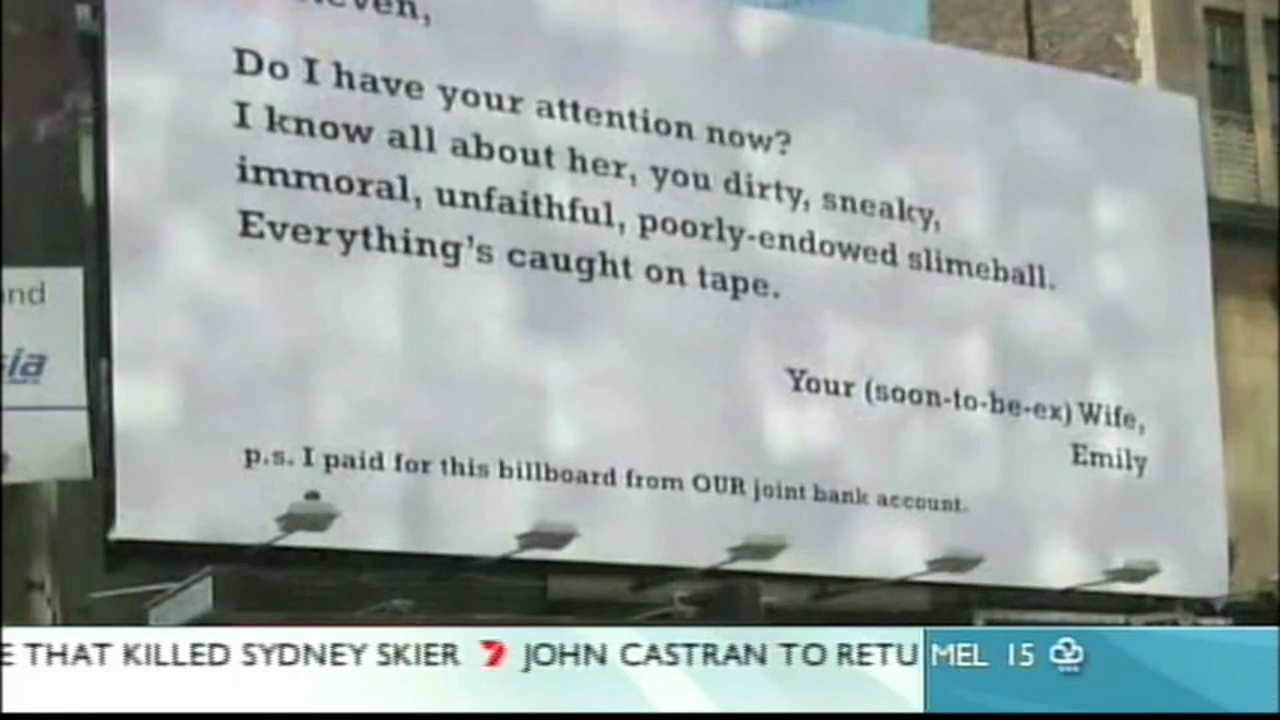 Do I have your attention now?
I know all about her, you dirty, sneaky,
immoral, unfaithful, poorly-endowed slimeball.
Everything's caught on tape.
Your (soon-to-be-ex) Wife,
Emily
p.s. I paid for this billboard from OUR joint bank account.
E THAT KILLED SYDNEY SKIER 7 JOHN CASTRAN TO RETU
MEL 15